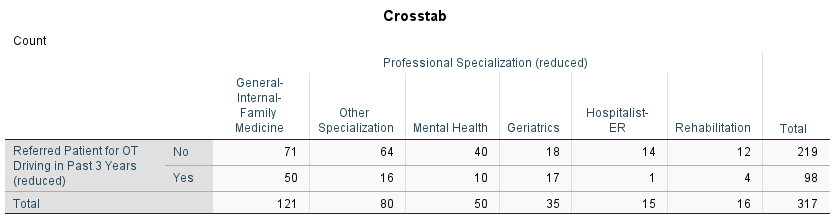 Crosstab
Count
Professional Specialization (reduced)
General-
Internal-
Family
Medicine
Other
Specialization
Mental Health
Geriatrics
Hospitalist-
ER
Rehabilitation
Total
Referred Patient for OT
Driving in Past 3 Years
(reduced)
No 71 64 40 18 14 12 219
Yes 50 16 10 17 1 4 98
Total 121 80 50 35 15 16 317